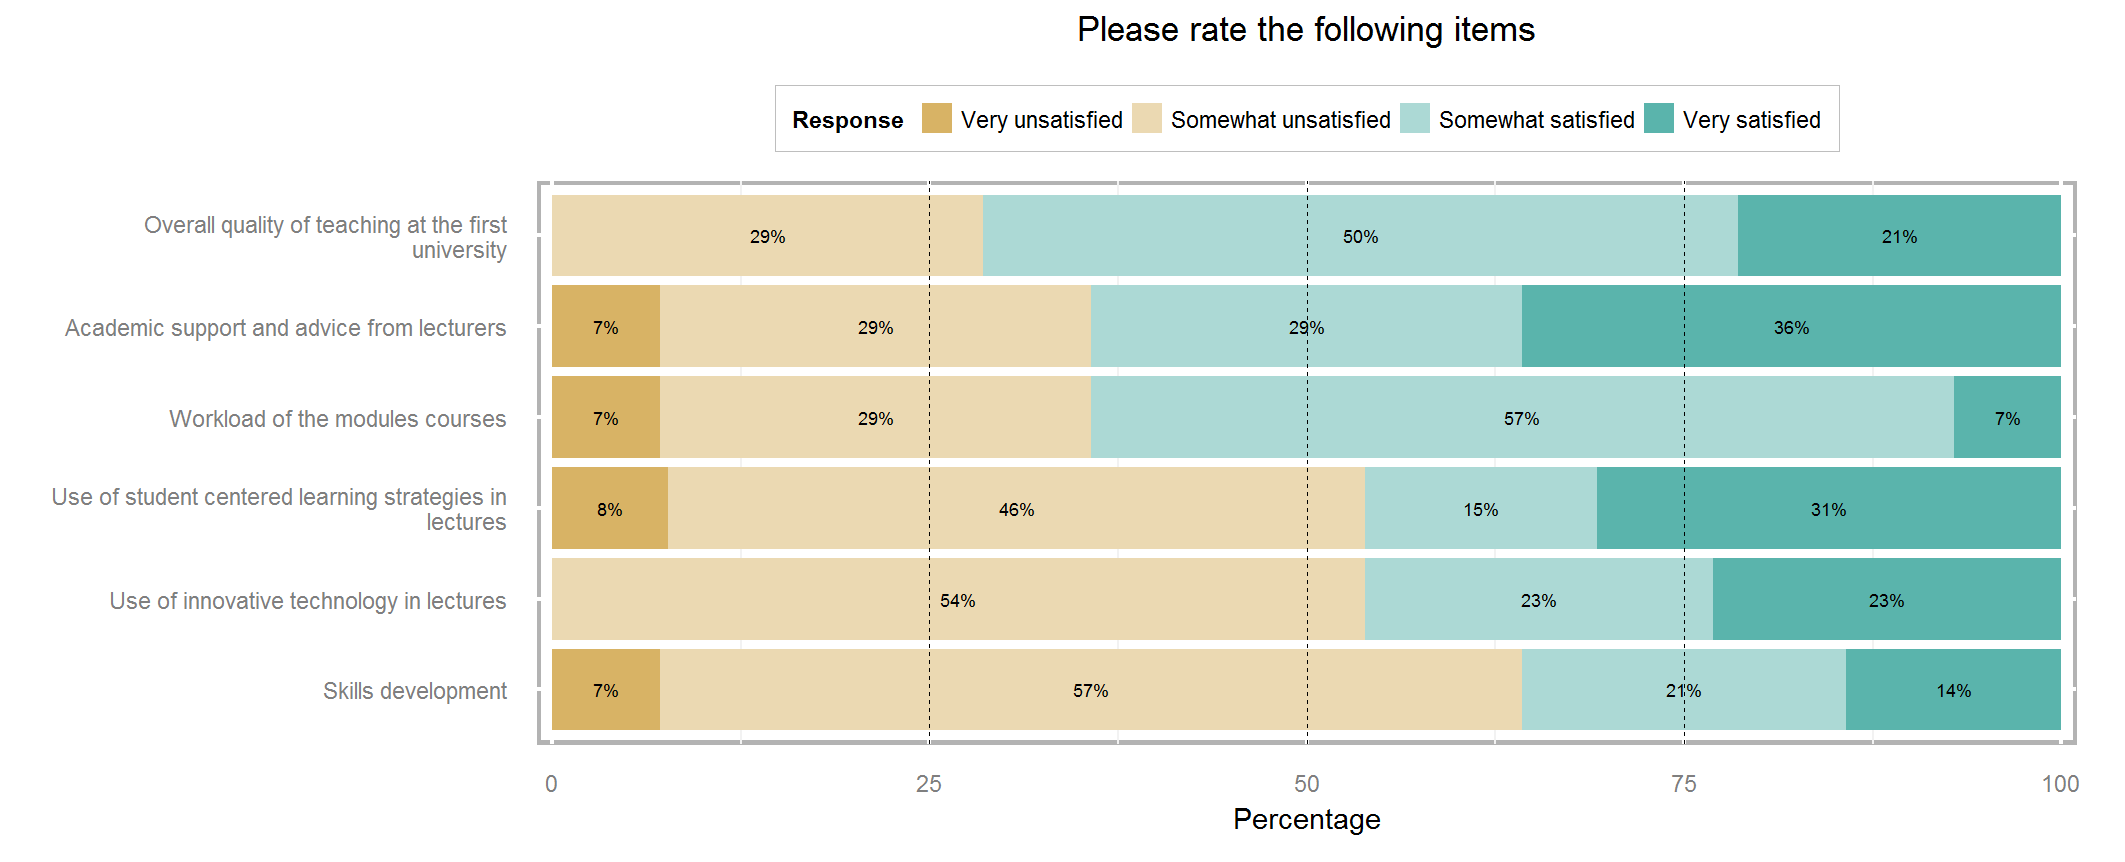 Please rate the following items
Response Very unsatisfied Somewhat unsatisfied Somewhat satisfied Very satisfied
Overall quality of teaching at the first
university
29% 50% 21%
Academic support and advice from lecturers
7% 29% 29% 36%
Workload of the modules courses
7% 29% 57% 7%
Use of student centered learning strategies in
lectures
8% 46% 15% 31%
Use of innovative technology in lectures
54% 23% 23%
Skills development
7% 57% 21% 14%
0 25 50 75 100
Percentage